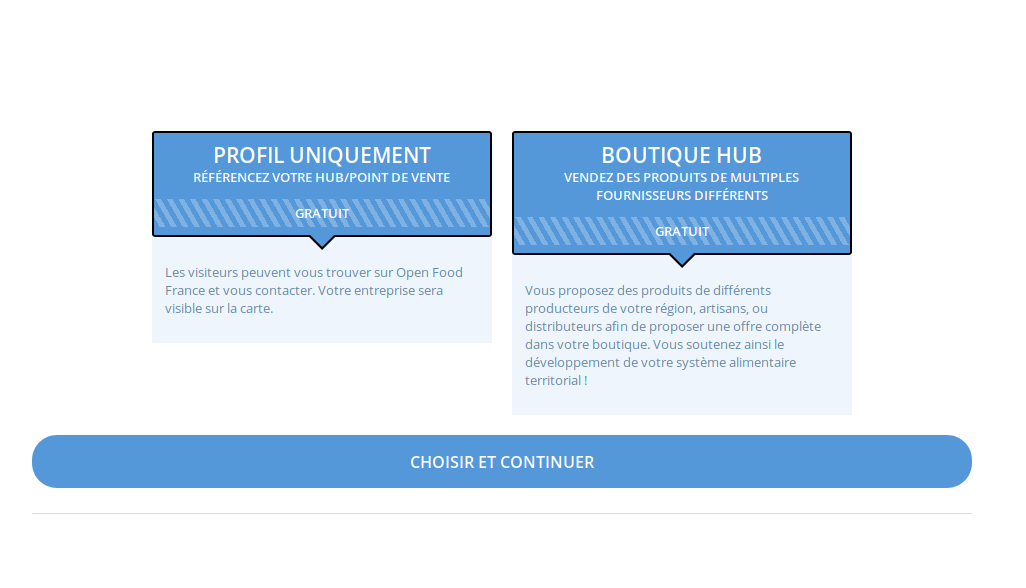 PROFIL UNIQUEMENT
RÉFÉRENCEZ VOTRE HUB/POINT DE VENTE
GRATUIT
Les visiteurs peuvent vous trouver sur Open Food
France et vous contacter. Votre entreprise sera
visible sur la carte.
BOUTIQUE HUB
VENDEZ DES PRODUITS DE MULTIPLES
FOURNISSEURS DIFFÉRENTS
GRATUIT
Vous proposez des produits de différents
producteurs de votre région, artisans, ou
distributeurs afin de proposer une offre complète
dans votre boutique. Vous soutenez ainsi le
développement de votre système alimentaire
territorial !
CHOISIR ET CONTINUER